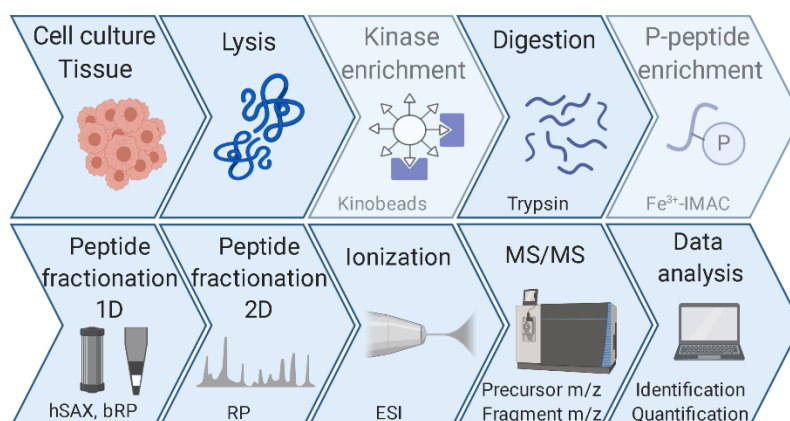 Cell culture
Tissue
Lysis
Kinase
enrichment
Kinobeads
Digestion
Trypsin
P-peptide
enrichment
P
Fe³⁺-IMAC
Peptide
fractionation
1D
hSAX, bRP
Peptide
fractionation
2D
RP
Ionization
ESI
MS/MS
Precursor m/z
Fragment m/z
Data
analysis
Identification
Quantification